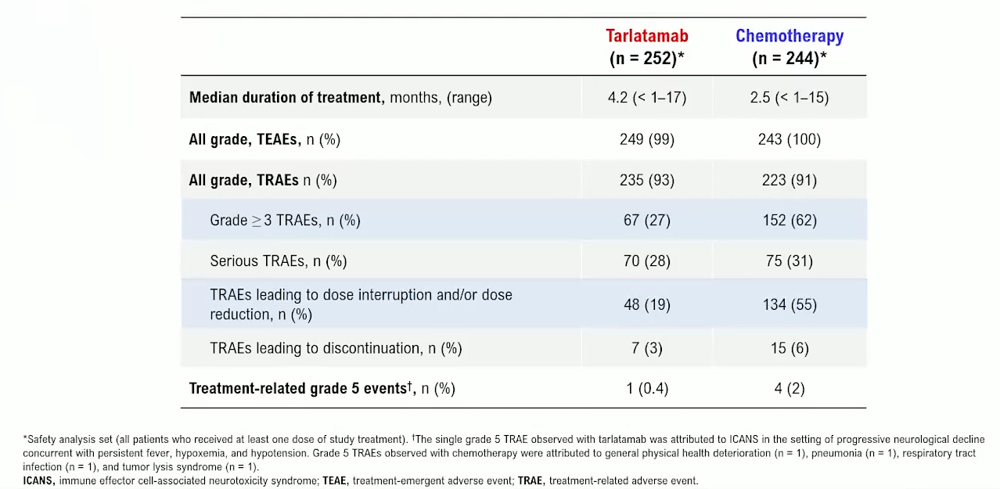 Tarlatamab Chemotherapy
(n = 252)* (n = 244)*
Median duration of treatment, months, (range) 4.2 (< 1–17) 2.5 (< 1–15)
All grade, TEAEs, n (%) 249 (99) 243 (100)
All grade, TRAEs n (%) 235 (93) 223 (91)
Grade ≥3 TRAEs, n (%) 67 (27) 152 (62)
Serious TRAEs, n (%) 70 (28) 75 (31)
TRAEs leading to dose interruption and/or dose
reduction, n (%) 48 (19) 134 (55)
TRAEs leading to discontinuation, n (%) 7 (3) 15 (6)
Treatment-related grade 5 events†, n (%) 1 (0.4) 4 (2)
*Safety analysis set (all patients who received at least one dose of study treatment). †The single grade 5 TRAE observed with tarlatamab was attributed to ICANS in the setting of progressive neurological decline
concurrent with persistent fever, hypoxemia, and hypotension. Grade 5 TRAEs observed with chemotherapy were attributed to general physical health deterioration (n = 1), pneumonia (n = 1), respiratory tract
infection (n = 1), and tumor lysis syndrome (n = 1).
ICANS, immune effector cell-associated neurotoxicity syndrome; TEAE, treatment-emergent adverse event; TRAE, treatment-related adverse event.